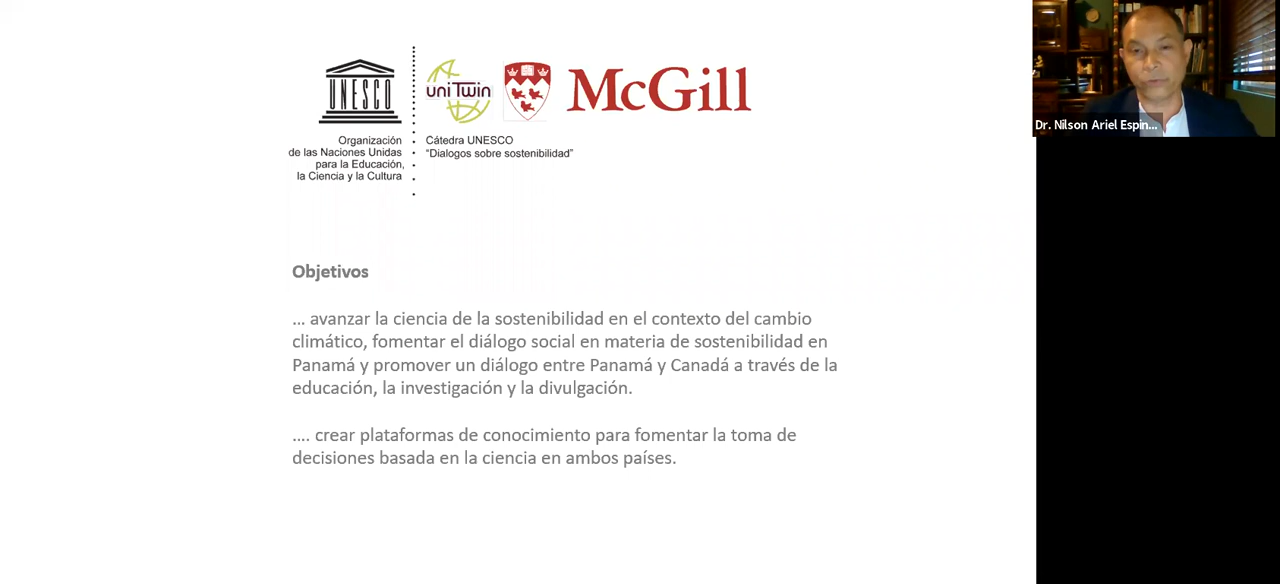 UNESCO
uniTwin
McGill
Organización
de las Naciones Unidas
para la Educación,
la Ciencia y la Cultura
Cátedra UNESCO
"Dialogos sobre sostenibilidad"
Dr. Nilson Ariel Espin...
Objetivos
... avanzar la ciencia de la sostenibilidad en el contexto del cambio
climático, fomentar el diálogo social en materia de sostenibilidad en
Panamá y promover un diálogo entre Panamá y Canadá a través de la
educación, la investigación y la divulgación.
.... crear plataformas de conocimiento para fomentar la toma de
decisiones basada en la ciencia en ambos países.